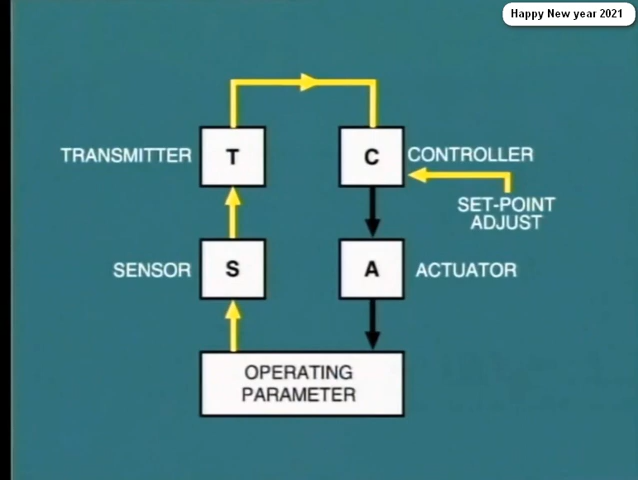 Happy New year 2021
TRANSMITTER
T
C
CONTROLLER
SET-POINT
ADJUST
SENSOR
S
A
ACTUATOR
OPERATING
PARAMETER